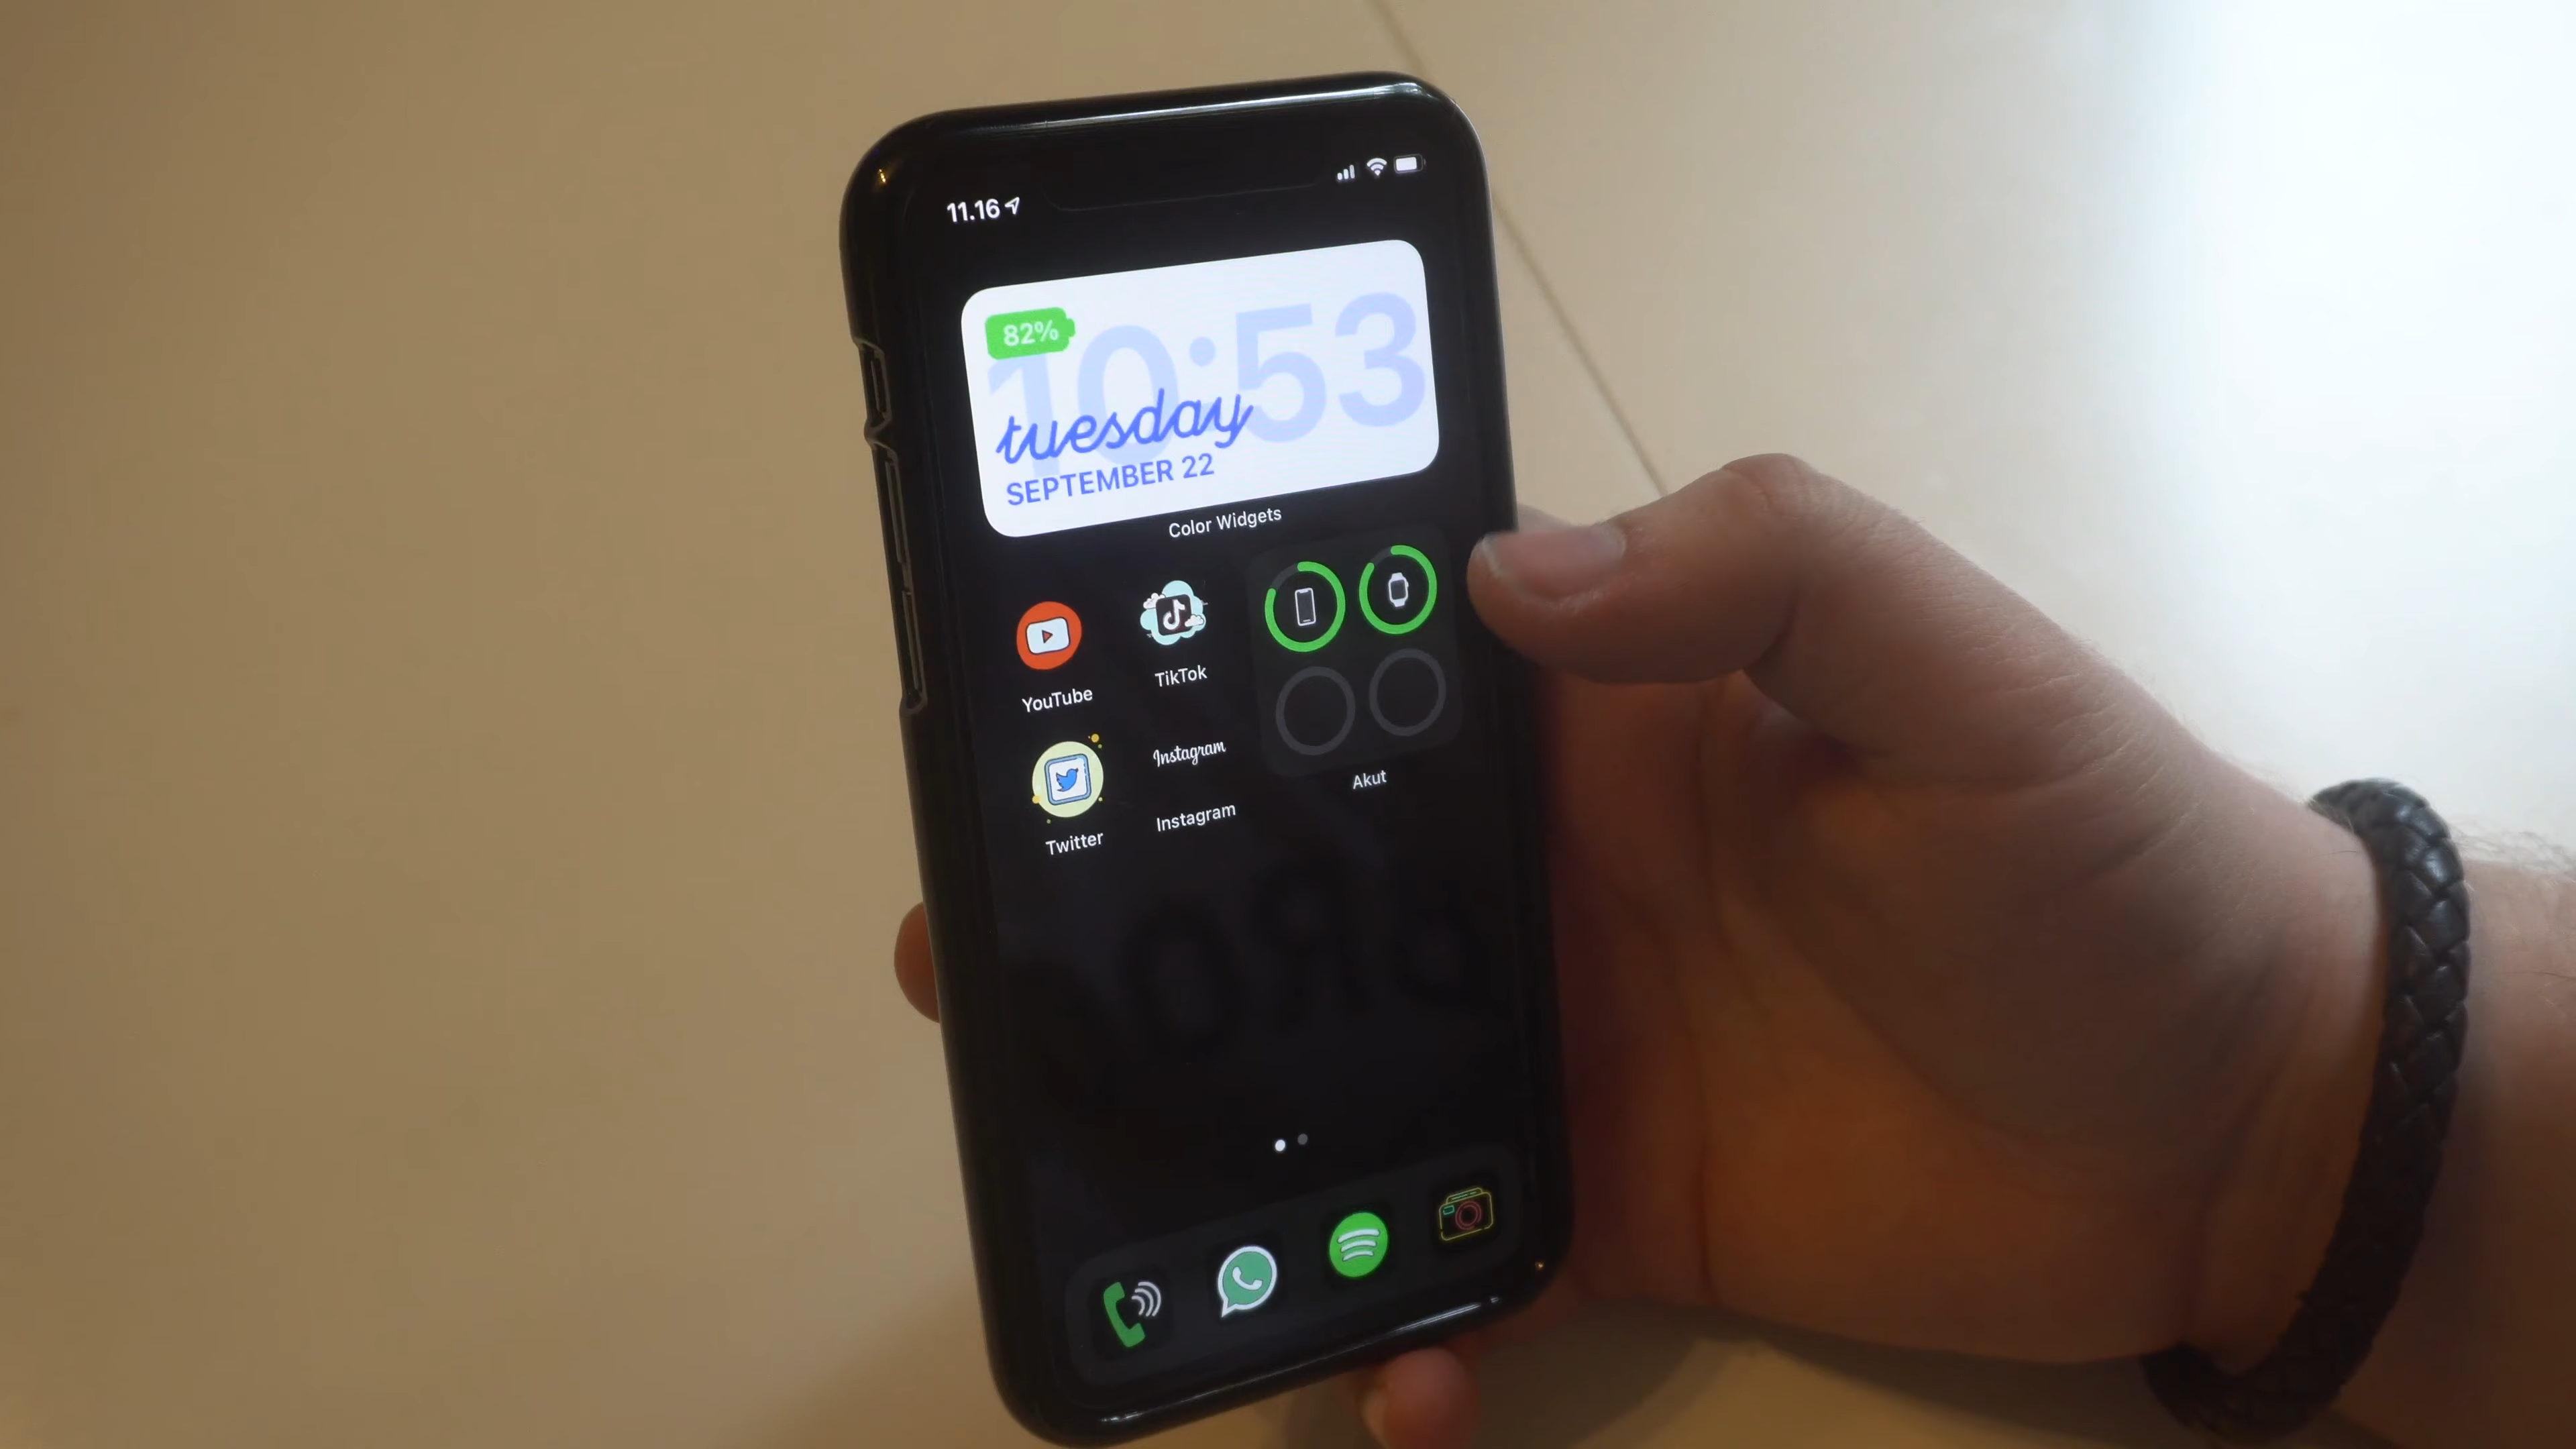 11.16
82%
10:53
tuesday
SEPTEMBER 22
Color Widgets
YouTube
TikTok
Instagram
Akut
Twitter
Instagram